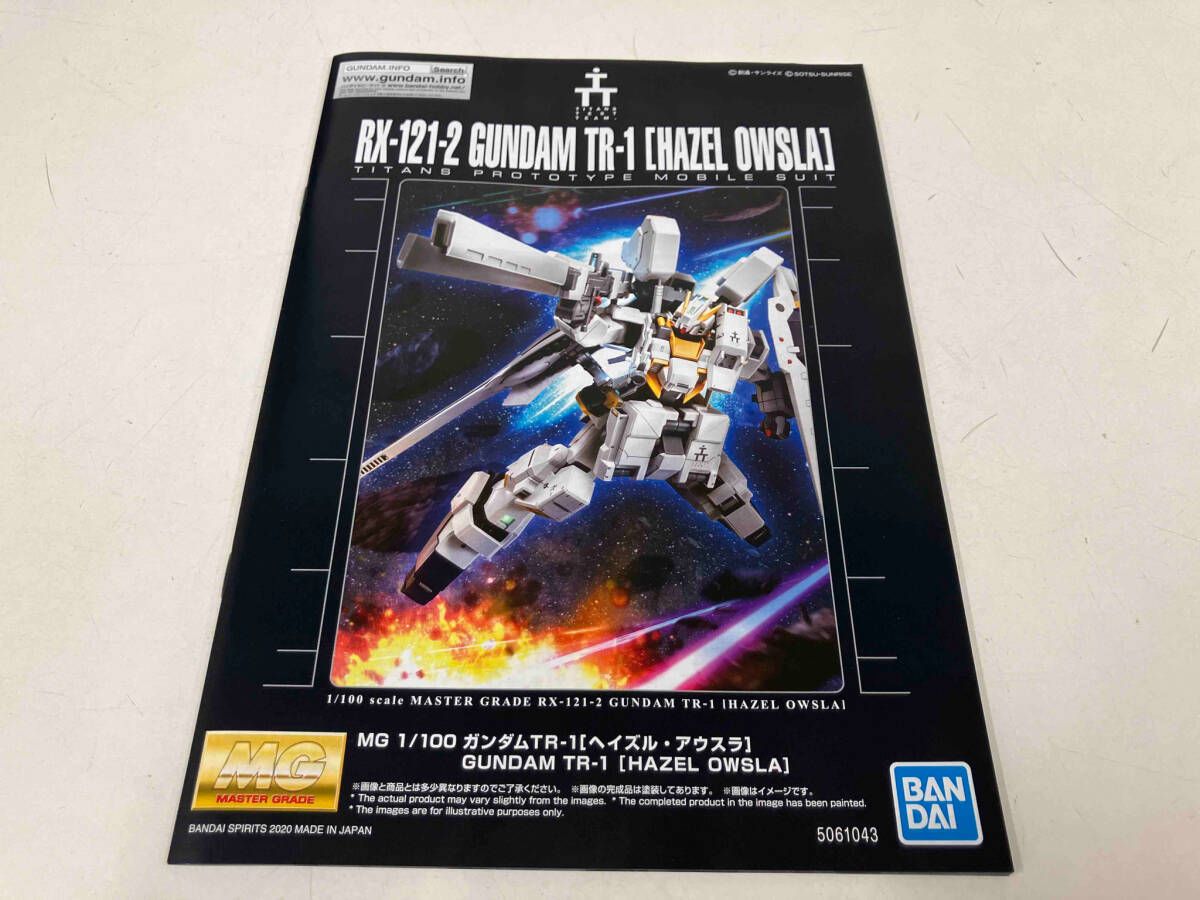 GUNDAM.INFO Search
www.gundam.info
©創通・サンライズ ©SOTSU・SUNRISE
TITANS
TEST
TEAM.
RX-121-2 GUNDAM TR-1 [HAZEL OWSLA]
TITANS PROTOTYPE MOBILE SUIT
1/100 scale MASTER GRADE RX-121-2 GUNDAM TR-1 [HAZEL OWSLA]
MG
MASTER GRADE
MG 1/100 ガンダムTR-1[ヘイズル・アウスラ]
GUNDAM TR-1 [HAZEL OWSLA]
※画像と商品とは多少異なりますのでご了承ください。 ※画像の完成品は塗装してあります。 ※画像はイメージです。
* The actual product may vary slightly from the images. * The completed product in the image has been painted.
* The images are for illustrative purposes only.
BANDAI SPIRITS 2020 MADE IN JAPAN
BAN
DAI
5061043